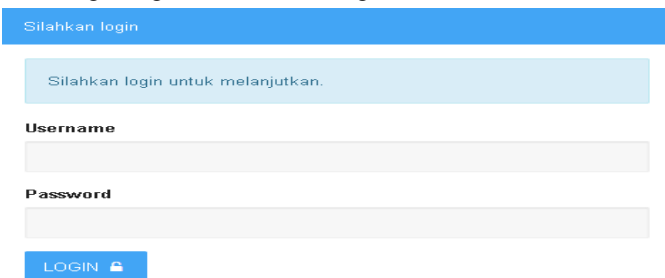 Silahkan login
Silahkan login untuk melanjutkan.
Username
Password
LOGIN